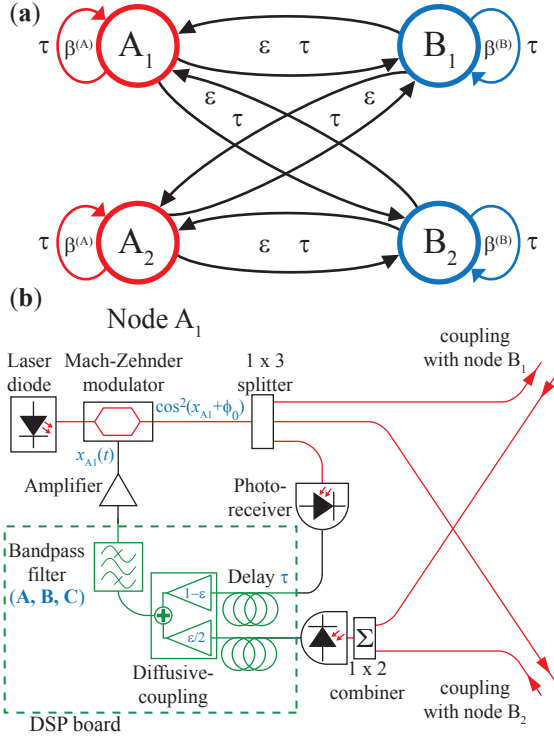 (a)
τ β⁽ᴬ⁾ A₁ ε τ B₁ β⁽ᴮ⁾ τ
ε ε
τ τ
τ β⁽ᴬ⁾ A₂ ε τ B₂ β⁽ᴮ⁾ τ
(b)
Node A₁
Laser
diode
Mach-Zehnder
modulator
1 x 3
splitter
coupling
with node B₁
cos²(x_A1+ϕ₀)
x_A1(t)
Amplifier
Photo-
receiver
Bandpass
filter
(A, B, C)
Delay τ
1−ε
ε/2
Diffusive-
coupling
Σ
1 x 2
combiner
coupling
with node B₂
DSP board